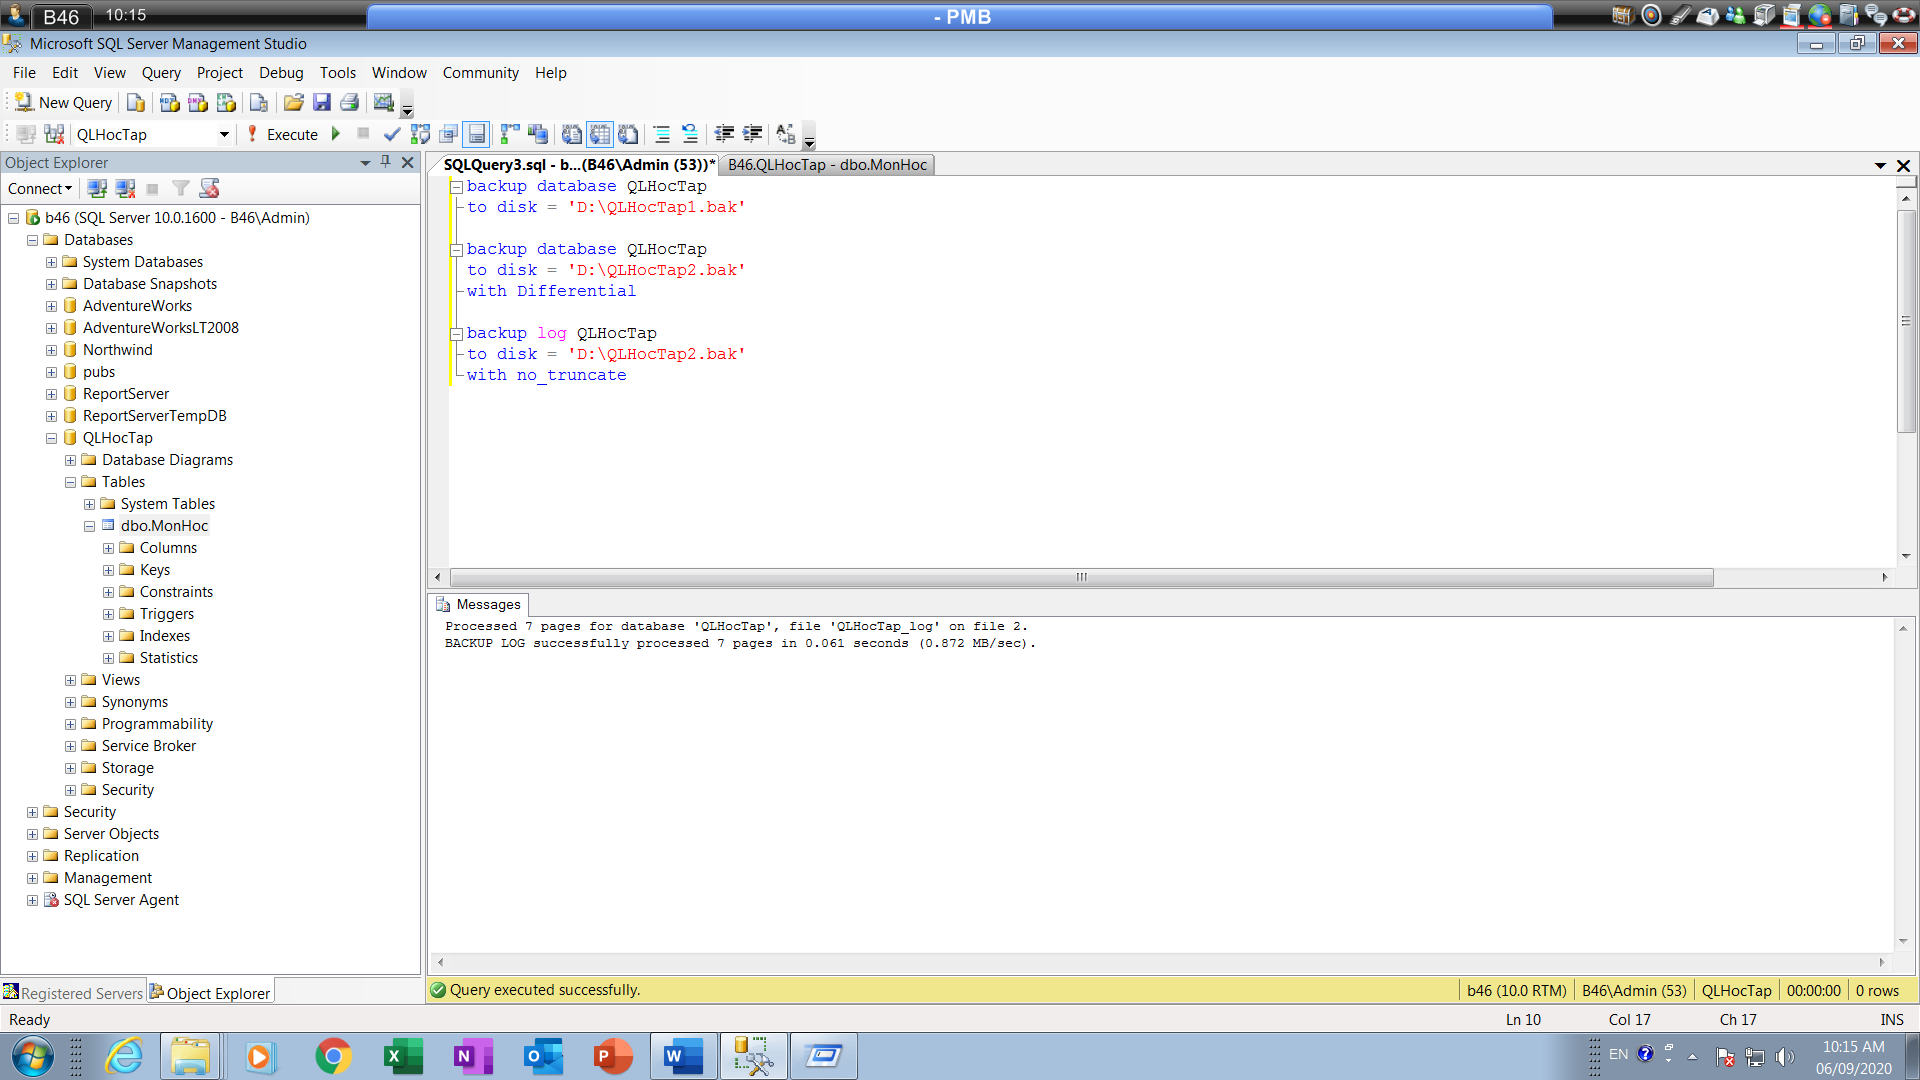 B46
10:15
- PMB
Microsoft SQL Server Management Studio
File Edit View Query Project Debug Tools Window Community Help
New Query
QLHocTap
Execute
Object Explorer
Connect
b46 (SQL Server 10.0.1600 - B46\Admin)
Databases
System Databases
Database Snapshots
AdventureWorks
AdventureWorksLT2008
Northwind
pubs
ReportServer
ReportServerTempDB
QLHocTap
Database Diagrams
Tables
System Tables
dbo.MonHoc
Columns
Keys
Constraints
Triggers
Indexes
Statistics
Views
Synonyms
Programmability
Service Broker
Storage
Security
Security
Server Objects
Replication
Management
SQL Server Agent
Registered Servers
Object Explorer
SQLQuery3.sql - b...(B46\Admin (53))*
B46.QLHocTap - dbo.MonHoc
backup database QLHocTap
to disk = 'D:\QLHocTap1.bak'
backup database QLHocTap
to disk = 'D:\QLHocTap2.bak'
with Differential
backup log QLHocTap
to disk = 'D:\QLHocTap2.bak'
with no_truncate
Messages
Processed 7 pages for database 'QLHocTap', file 'QLHocTap_log' on file 2.
BACKUP LOG successfully processed 7 pages in 0.061 seconds (0.872 MB/sec).
Query executed successfully.
b46 (10.0 RTM)
B46\Admin (53)
QLHocTap
00:00:00
0 rows
Ready
Ln 10
Col 17
Ch 17
INS
EN
10:15 AM
06/09/2020